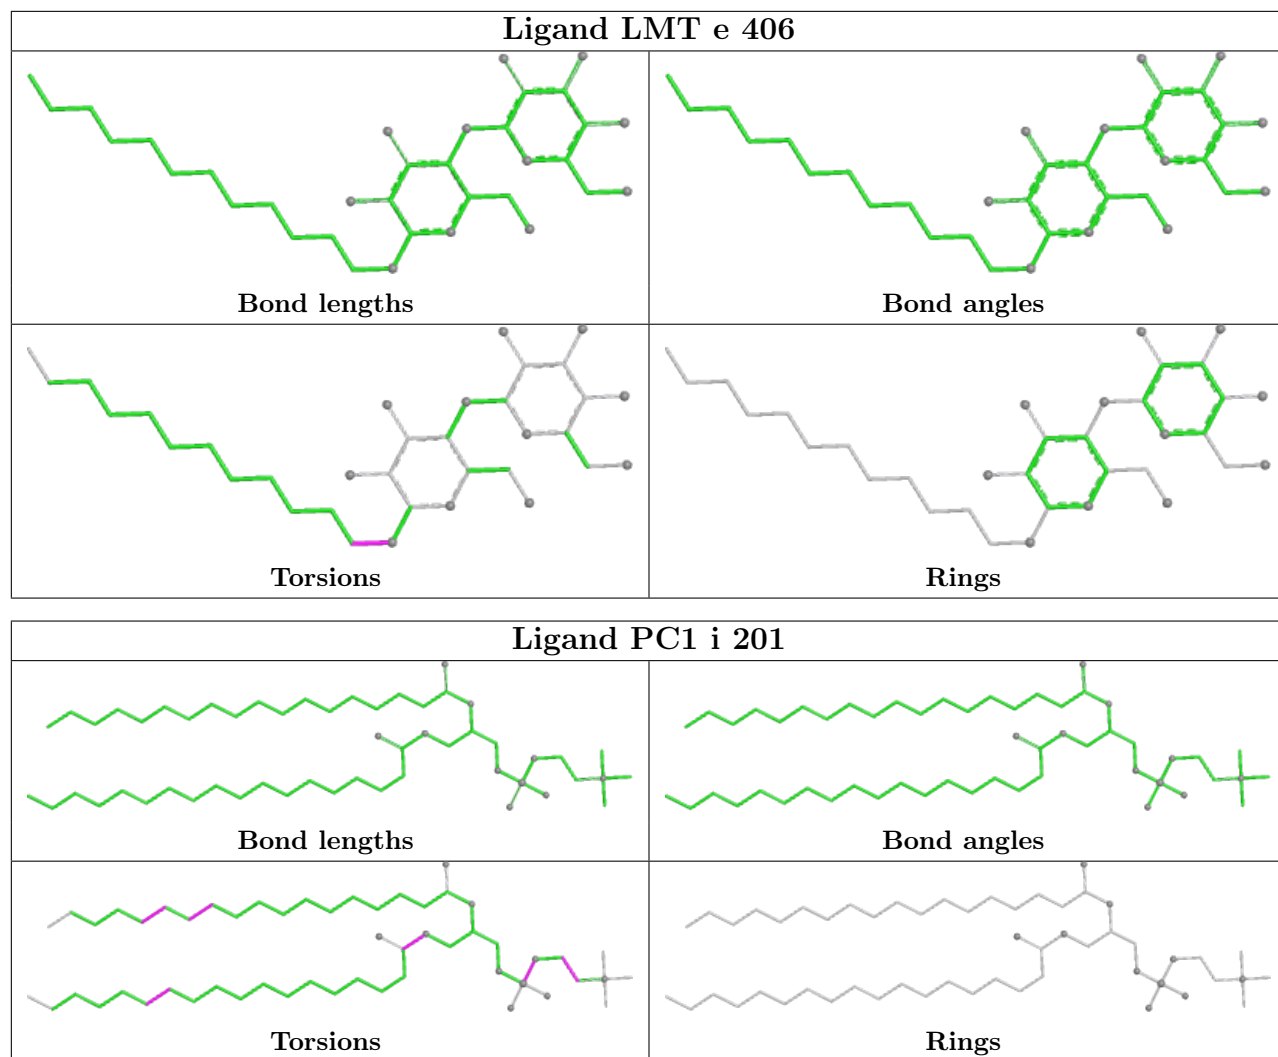 Ligand LMT e 406
Bond lengths
Bond angles
Torsions
Rings
Ligand PC1 i 201
Bond lengths
Bond angles
Torsions
Rings